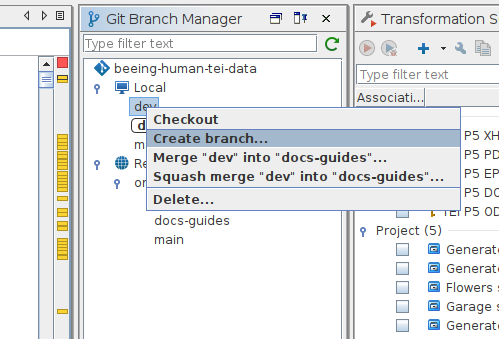 Git Branch Manager
Transformation S
Type filter text
Type filter text
beeing-human-tei-data
Associati...
Local
dev
Checkout
Create branch...
Merge "dev" into "docs-guides"...
Squash merge "dev" into "docs-guides"...
Delete...
d
m
Re
or
docs-guides
main
P5 XH
P5 PD
P5 EP
P5 DO
TEI P5 OD
Project (5)
Generate
Generate
Flowers s
Garage s
Generate